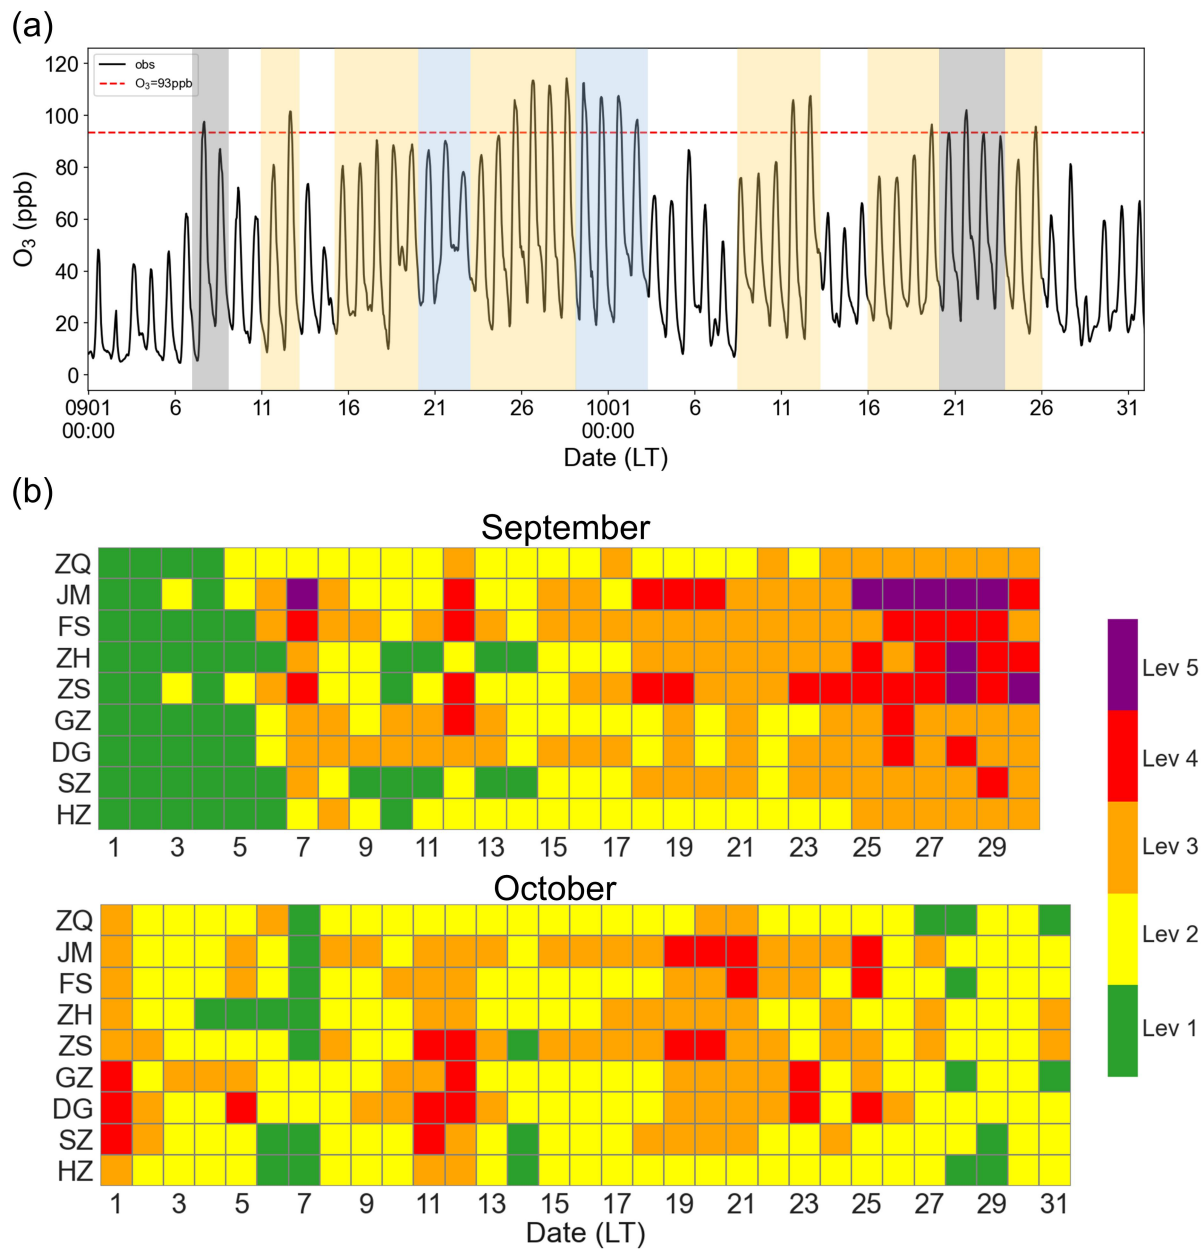 (a)
120
100
80
60
40
20
0
O₃ (ppb)
obs
O₃=93ppb
0901 6 11 16 21 26 1001 6 11 16 21 26 31
00:00 00:00
Date (LT)
(b)
September
ZQ
JM
FS
ZH
ZS
GZ
DG
SZ
HZ
1 3 5 7 9 11 13 15 17 19 21 23 25 27 29
October
ZQ
JM
FS
ZH
ZS
GZ
DG
SZ
HZ
1 3 5 7 9 11 13 15 17 19 21 23 25 27 29 31
Date (LT)
Lev 5
Lev 4
Lev 3
Lev 2
Lev 1